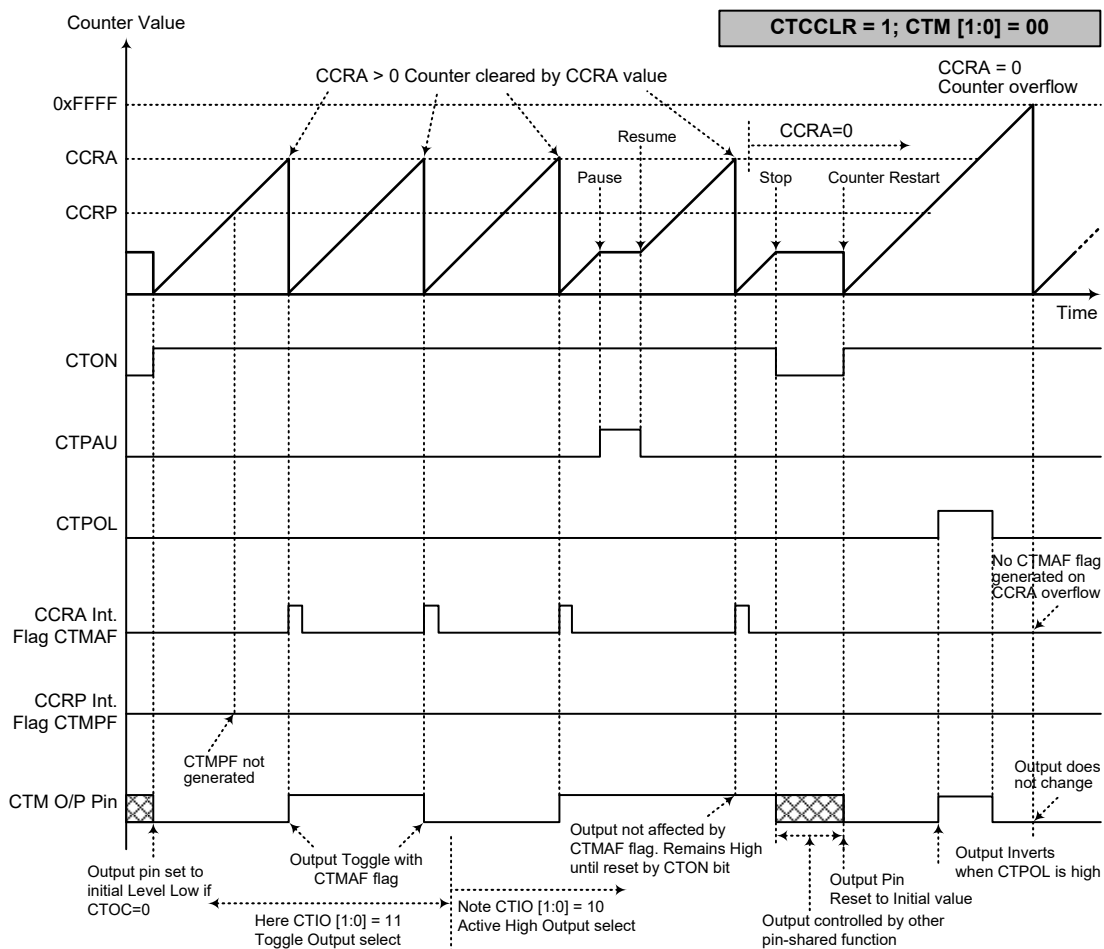 Counter Value
CTCCLR = 1; CTM [1:0] = 00
CCRA > 0 Counter cleared by CCRA value
CCRA = 0
Counter overflow
0xFFFF
Resume
CCRA=0
CCRA
Pause
Stop
Counter Restart
CCRP
Time
CTON
CTPAU
CTPOL
No CTMAF flag
generated on
CCRA overflow
CCRA Int.
Flag CTMAF
CCRP Int.
Flag CTMPF
CTMPF not
generated
Output does
not change
CTM O/P Pin
Output pin set to
initial Level Low if
CTOC=0
Output Toggle with
CTMAF flag
Output not affected by
CTMAF flag. Remains High
until reset by CTON bit
Output Inverts
when CTPOL is high
Output Pin
Reset to Initial value
Here CTIO [1:0] = 11
Toggle Output select
Note CTIO [1:0] = 10
Active High Output select
Output controlled by other
pin-shared function